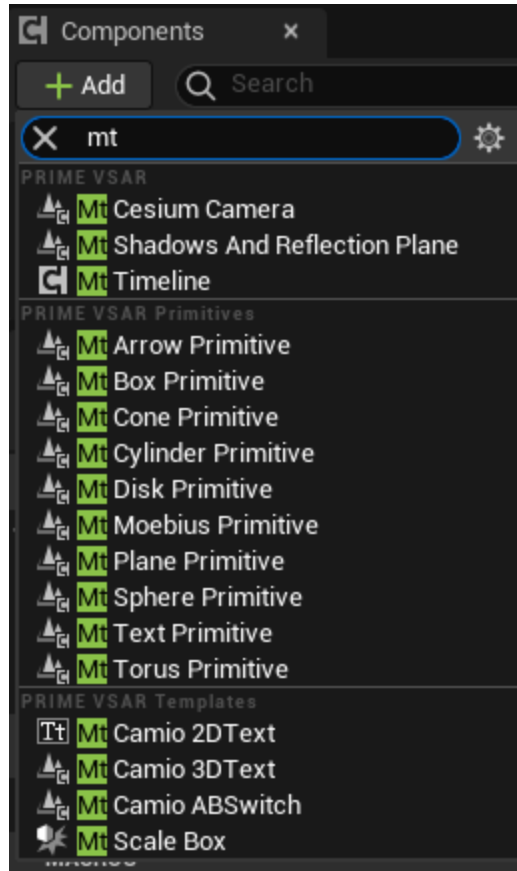 Components
Add
Search
mt
PRIME VSAR
Mt Cesium Camera
Mt Shadows And Reflection Plane
Mt Timeline
PRIME VSAR Primitives
Mt Arrow Primitive
Mt Box Primitive
Mt Cone Primitive
Mt Cylinder Primitive
Mt Disk Primitive
Mt Moebius Primitive
Mt Plane Primitive
Mt Sphere Primitive
Mt Text Primitive
Mt Torus Primitive
PRIME VSAR Templates
Tt Mt Camio 2DText
Mt Camio 3DText
Mt Camio ABSwitch
Mt Scale Box